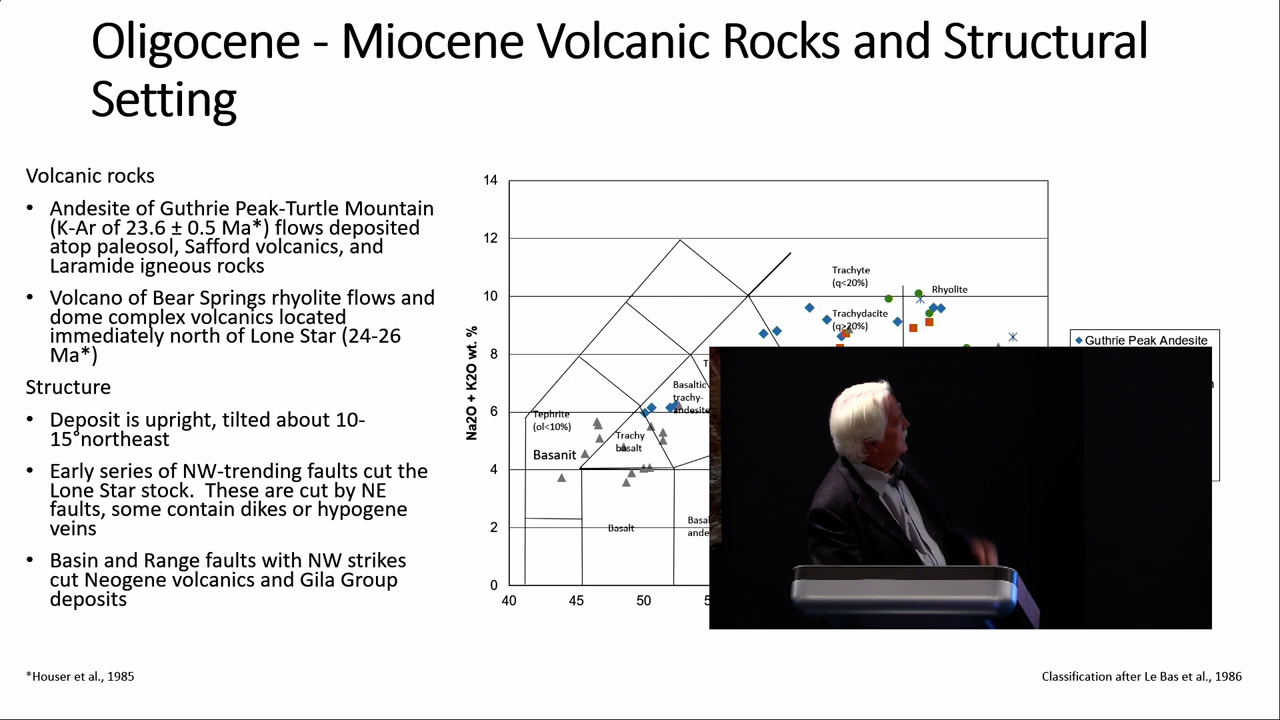 Oligocene - Miocene Volcanic Rocks and Structural
Setting
Volcanic rocks
• Andesite of Guthrie Peak-Turtle Mountain
(K-Ar of 23.6 ± 0.5 Ma*) flows deposited
atop paleosol, Safford volcanics, and
Laramide igneous rocks
• Volcano of Bear Springs rhyolite flows and
dome complex volcanics located
immediately north of Lone Star (24-26
Ma*)
Structure
• Deposit is upright, tilted about 10-
15°northeast
• Early series of NW-trending faults cut the
Lone Star stock. These are cut by NE
faults, some contain dikes or hypogene
veins
• Basin and Range faults with NW strikes
cut Neogene volcanics and Gila Group
deposits
*Houser et al., 1985
Na2O + K2O wt. %
14
12
10
8
6
4
2
0
40
45
50
Trachyte
(q<20%)
Rhyolite
Trachydacite
(q>20%)
Basaltic
trachy-
andesite
Tephrite
(ol<10%)
Trachy
basalt
Basanit
Basalt
Guthrie Peak Andesite
Classification after Le Bas et al., 1986